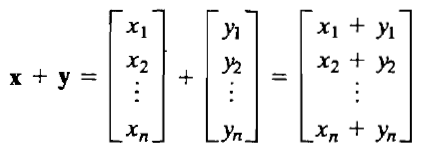 x + y = [x₁ x₂ ⋮ xₙ] + [y₁ y₂ ⋮ yₙ] = [x₁ + y₁ x₂ + y₂ ⋮ xₙ + yₙ]